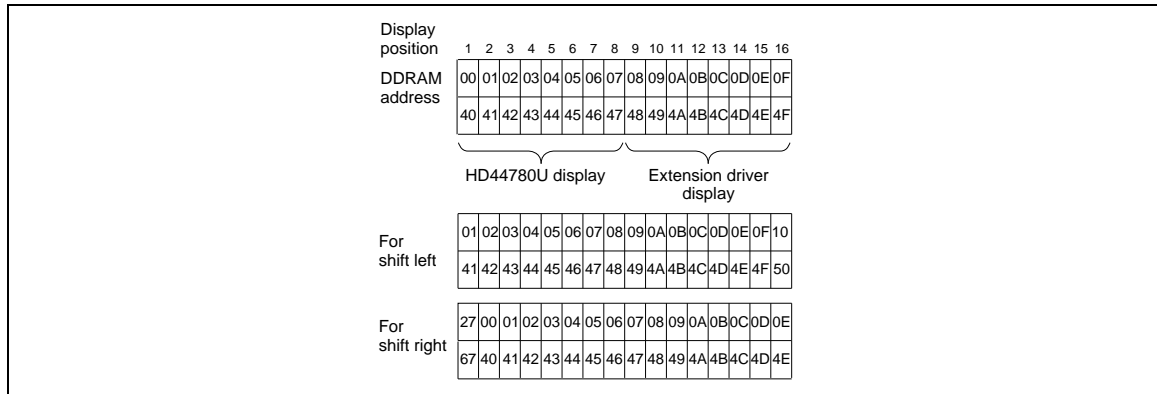 Display
position 1 2 3 4 5 6 7 8 9 10 11 12 13 14 15 16
DDRAM
address
00 01 02 03 04 05 06 07 08 09 0A 0B 0C 0D 0E 0F
40 41 42 43 44 45 46 47 48 49 4A 4B 4C 4D 4E 4F
HD44780U display
Extension driver
display
For
shift left
01 02 03 04 05 06 07 08 09 0A 0B 0C 0D 0E 0F 10
41 42 43 44 45 46 47 48 49 4A 4B 4C 4D 4E 4F 50
For
shift right
27 00 01 02 03 04 05 06 07 08 09 0A 0B 0C 0D 0E
67 40 41 42 43 44 45 46 47 48 49 4A 4B 4C 4D 4E